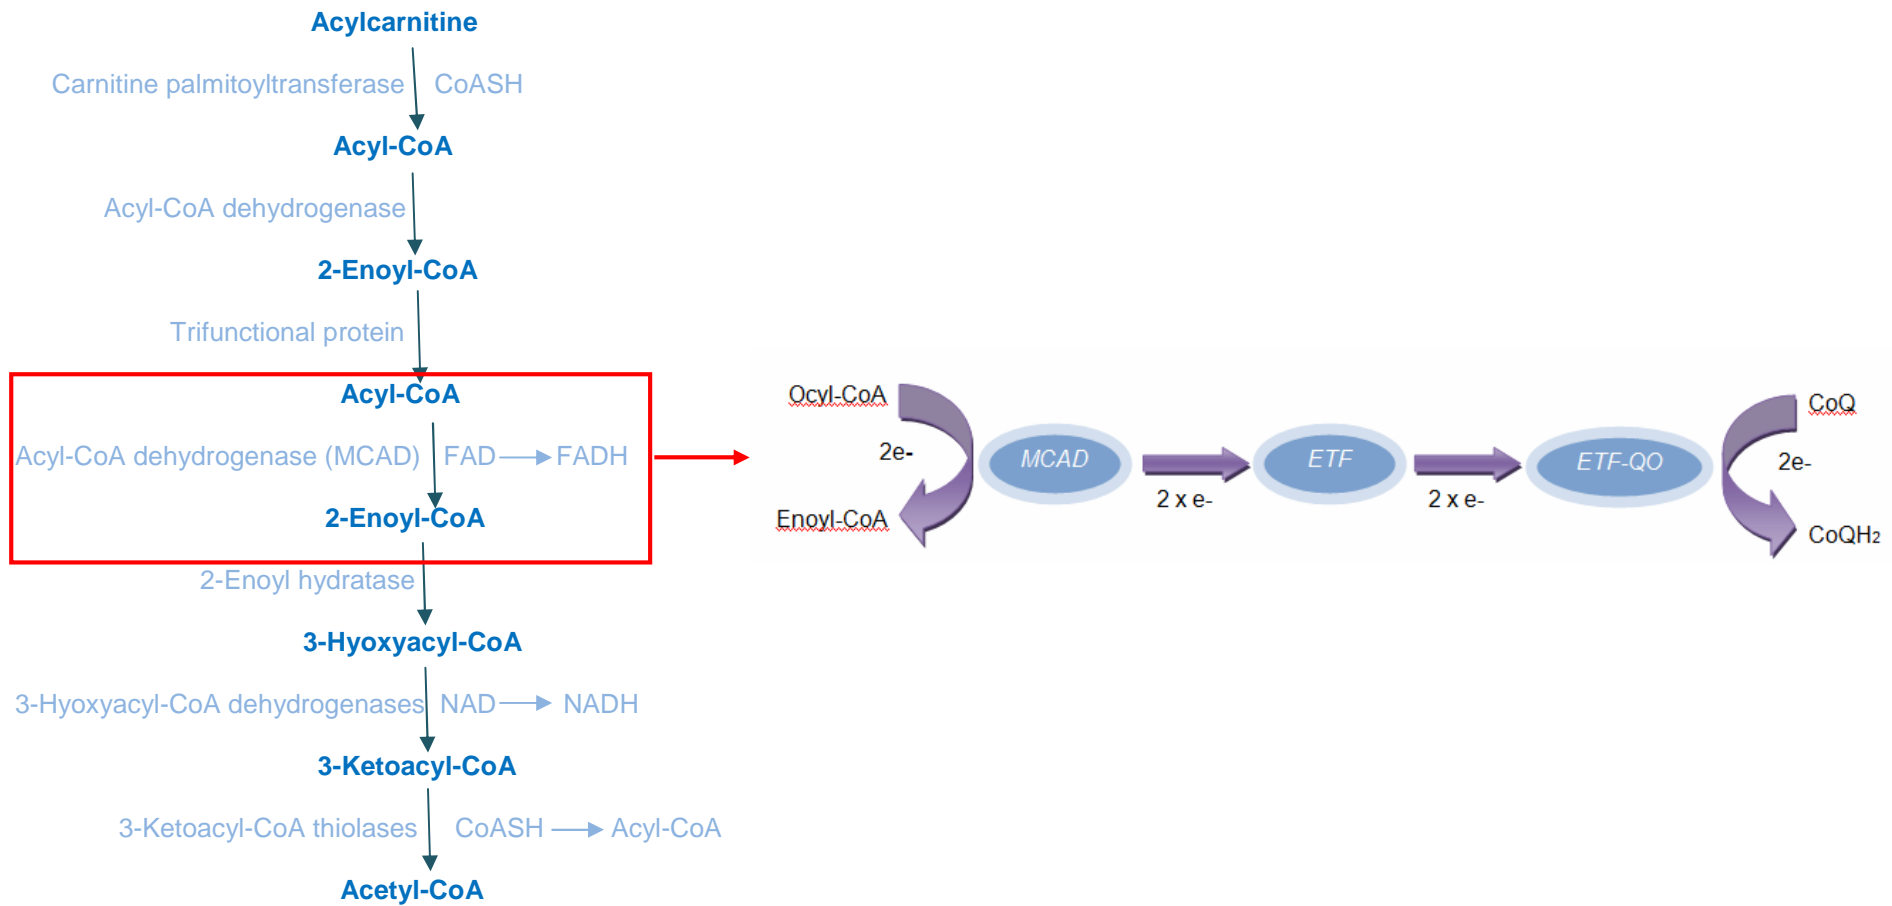 Acylcarnitine
Carnitine palmitoyltransferase CoASH
Acyl-CoA
Acyl-CoA dehydrogenase
2-Enoyl-CoA
Trifunctional protein
Acyl-CoA
Acyl-CoA dehydrogenase (MCAD) FAD FADH
2-Enoyl-CoA
2-Enoyl hydratase
3-Hyoxyacyl-CoA
3-Hyoxyacyl-CoA dehydrogenases NAD NADH
3-Ketoacyl-CoA
3-Ketoacyl-CoA thiolases CoASH Acyl-CoA
Acetyl-CoA
Ocyl-CoA
2e-
Enoyl-CoA
MCAD
2 x e-
ETF
2 x e-
ETF-QO
CoQ
2e-
CoQH2